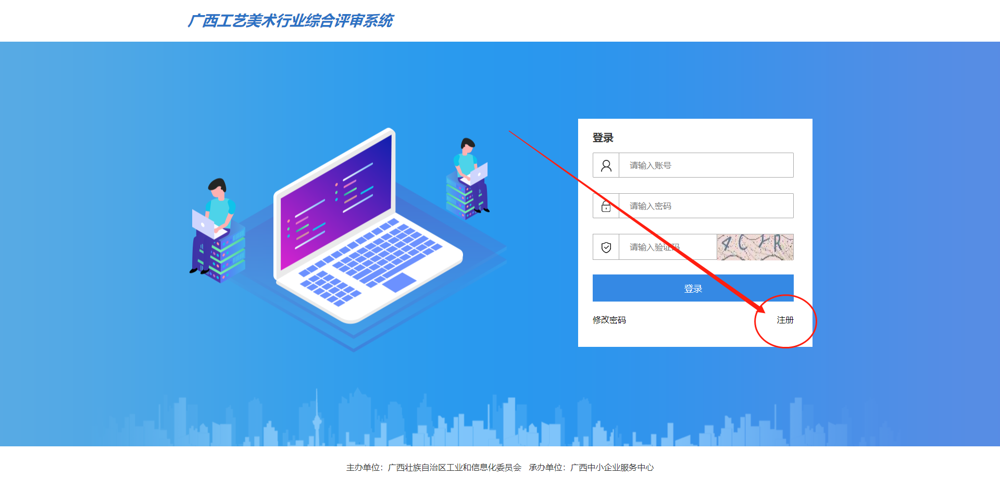 广西工艺美术行业综合评审系统
登录
请输入账号
请输入密码
请输入验证码
4CYR
登录
修改密码 注册
主办单位：广西壮族自治区工业和信息化委员会 承办单位：广西中小企业服务中心